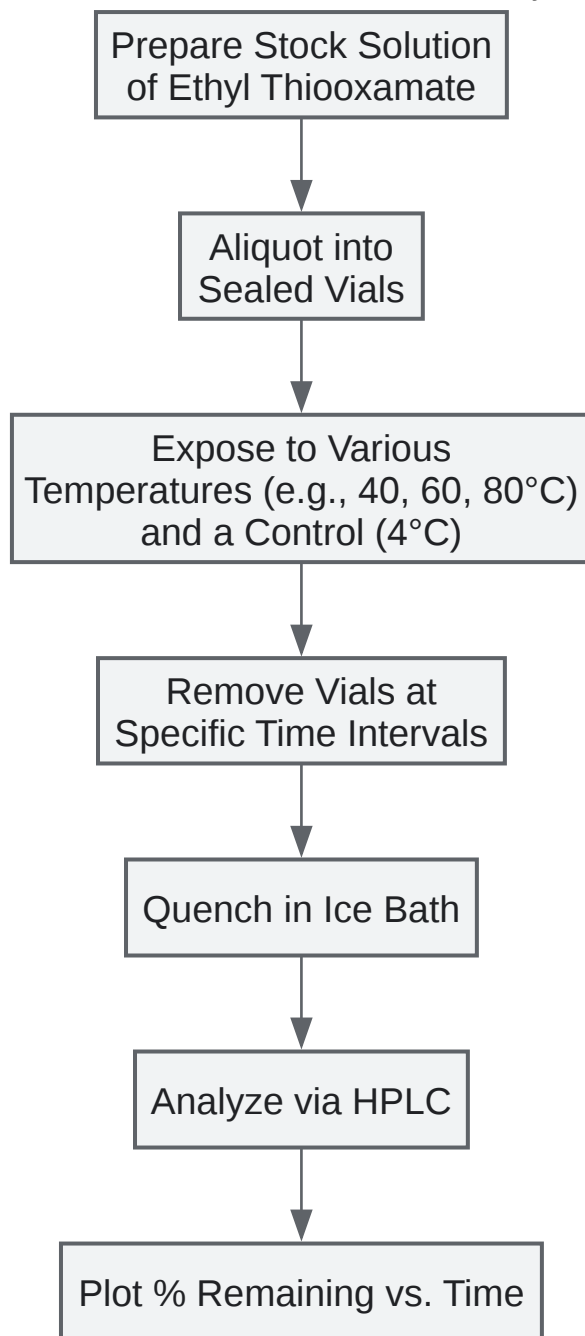 Prepare Stock Solution
of Ethyl Thiooxamate
Aliquot into
Sealed Vials
Expose to Various
Temperatures (e.g., 40, 60, 80°C)
and a Control (4°C)
Remove Vials at
Specific Time Intervals
Quench in Ice Bath
Analyze via HPLC
Plot % Remaining vs. Time